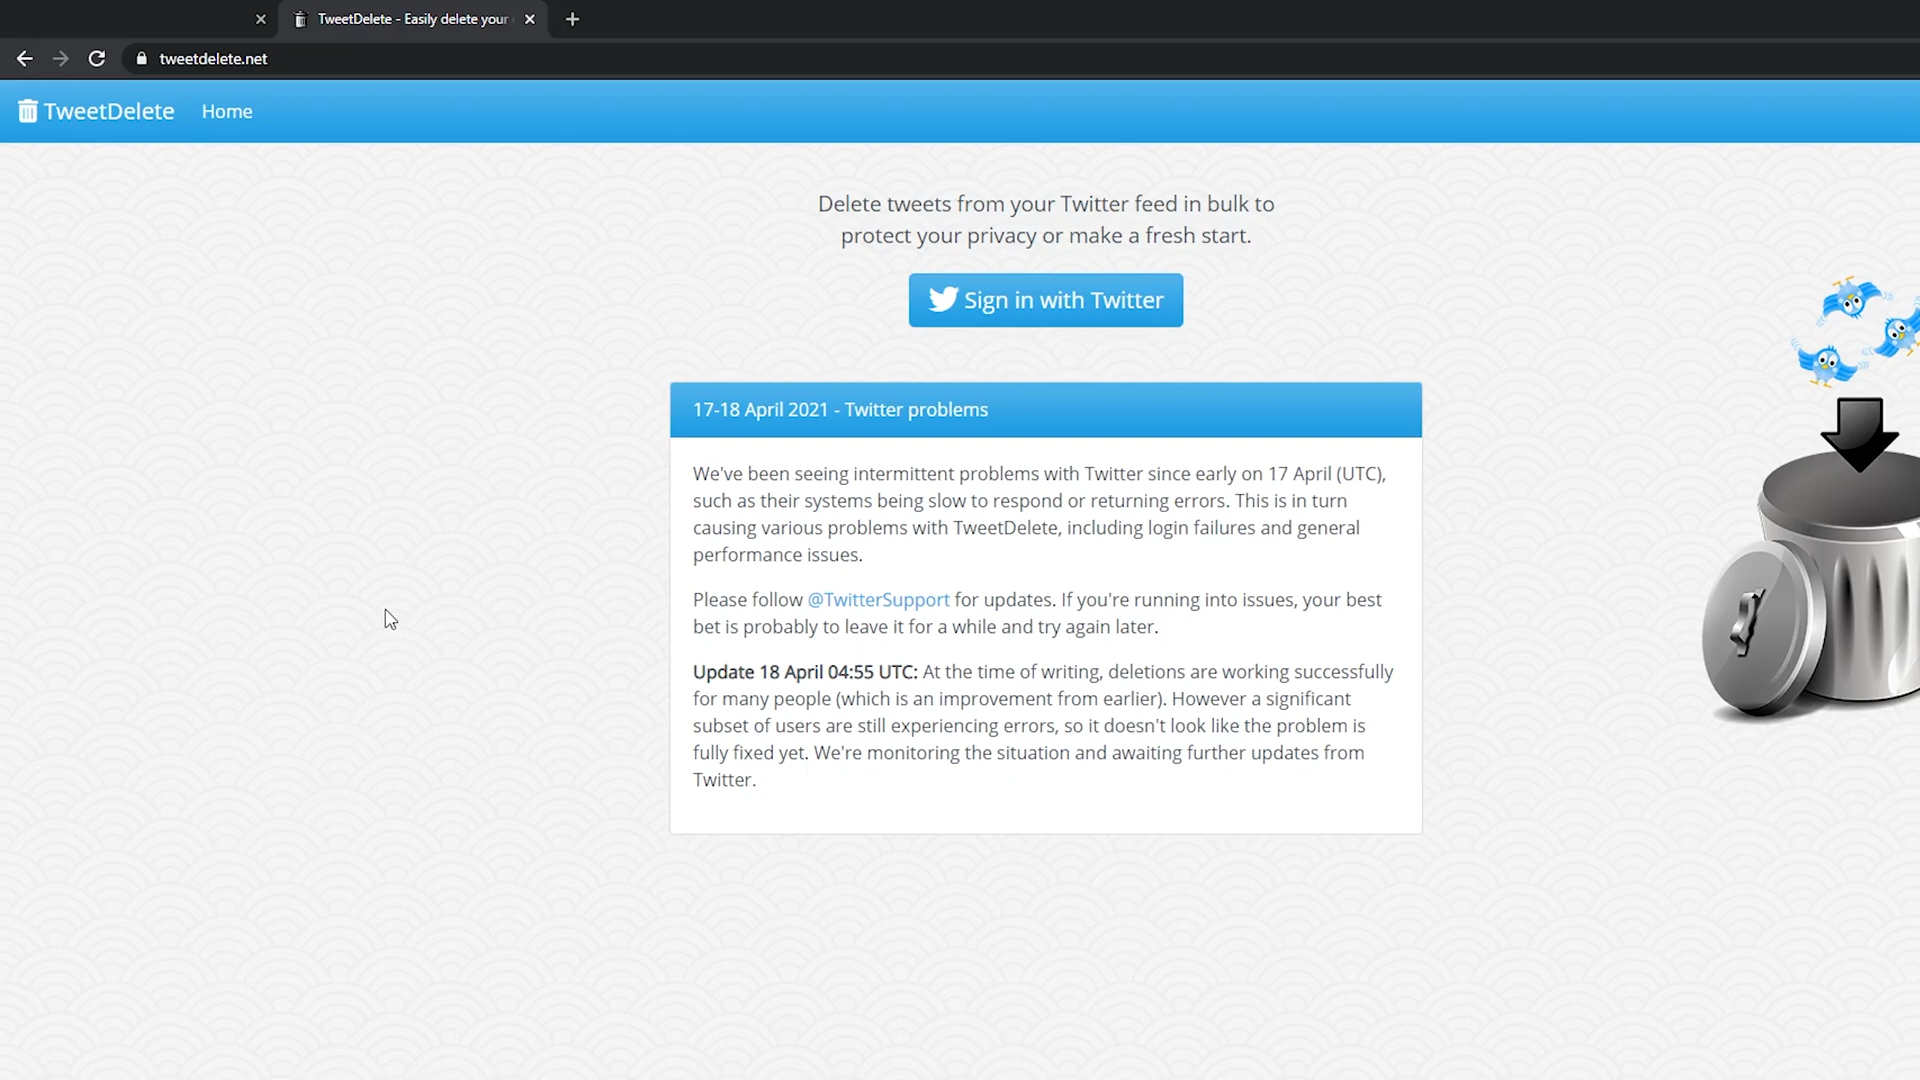 TweetDelete - Easily delete your
tweetdelete.net
TweetDelete
Home
Delete tweets from your Twitter feed in bulk to
protect your privacy or make a fresh start.
Sign in with Twitter
17-18 April 2021 - Twitter problems
We've been seeing intermittent problems with Twitter since early on 17 April (UTC),
such as their systems being slow to respond or returning errors. This is in turn
causing various problems with TweetDelete, including login failures and general
performance issues.
Please follow @TwitterSupport for updates. If you're running into issues, your best
bet is probably to leave it for a while and try again later.
Update 18 April 04:55 UTC: At the time of writing, deletions are working successfully
for many people (which is an improvement from earlier). However a significant
subset of users are still experiencing errors, so it doesn't look like the problem is
fully fixed yet. We're monitoring the situation and awaiting further updates from
Twitter.